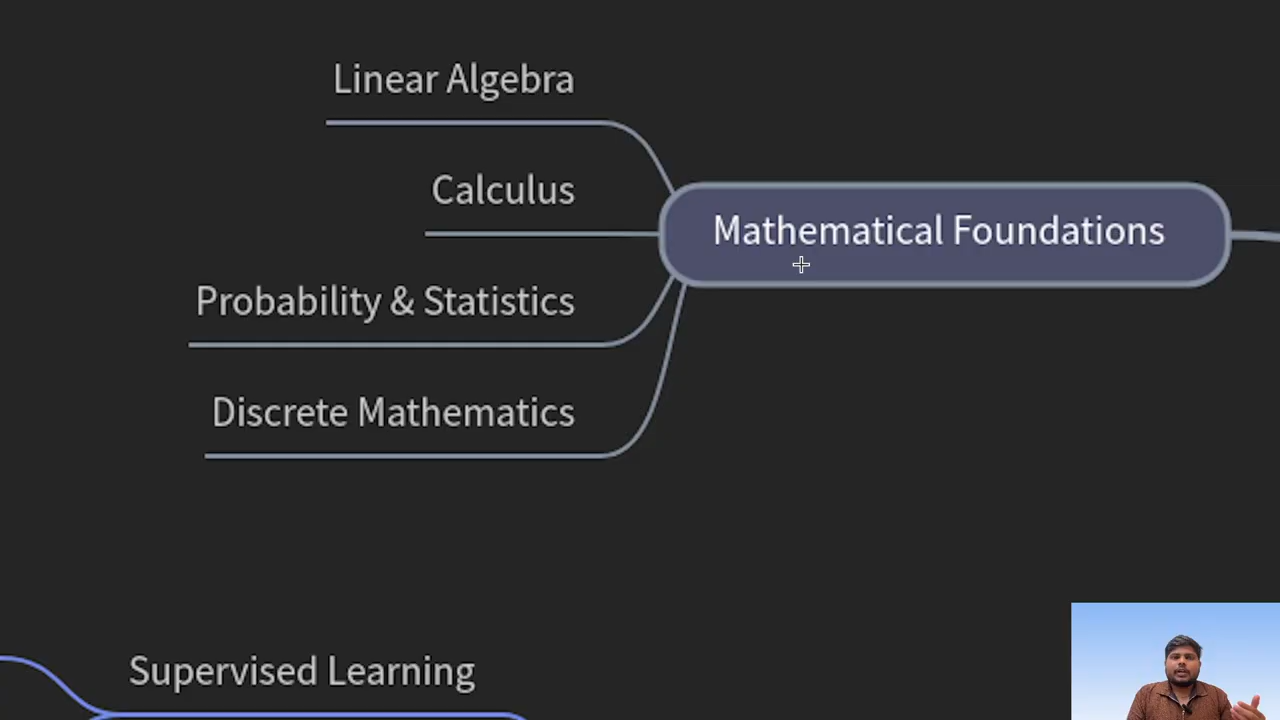 Linear Algebra
Calculus
Mathematical Foundations
Probability & Statistics
Discrete Mathematics
Supervised Learning